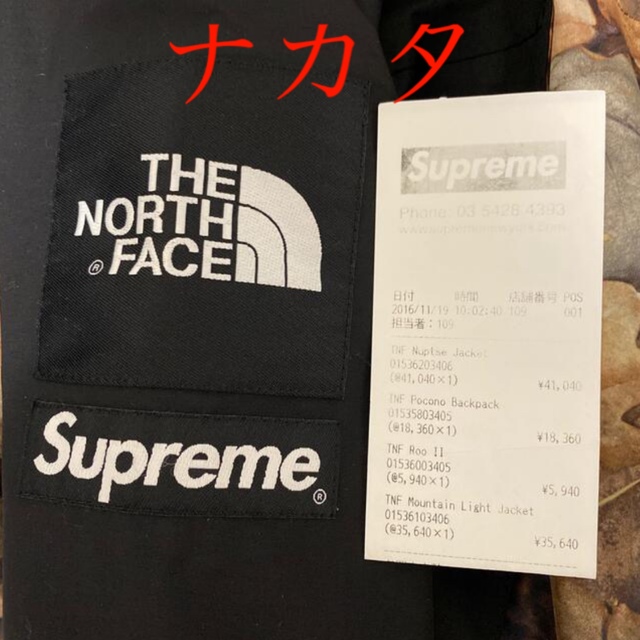 ナカタ
THE
NORTH
FACE
®
Supreme
®
Supreme
Phone: 03 5428 4393
日付 時間 店舗番号 POS
2016/11/19 10:02:40 109 001
担当者：109
TNF Nuptse Jacket
01536203406
(@41,040×1) ¥41,040
TNF Pocono Backpack
01535803405
(@18,360×1) ¥18,360
TNF Roo II
01536003405
(@5,940×1) ¥5,940
TNF Mountain Light Jacket
01536103406
(@35,640×1) ¥35,640